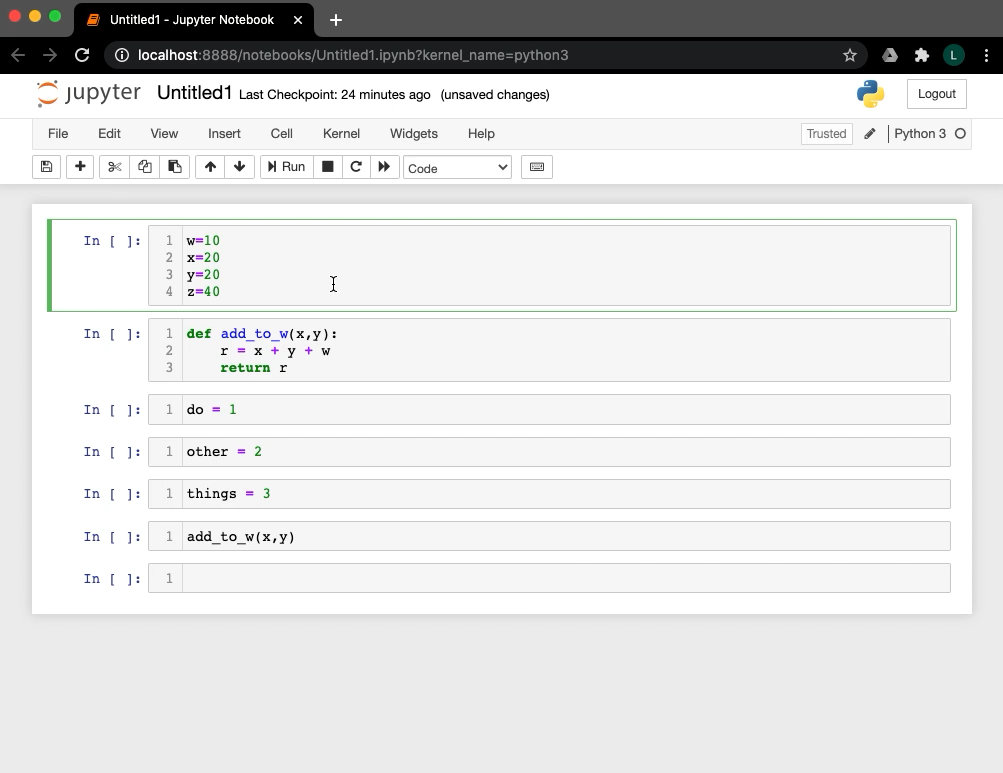 Untitled1 - Jupyter Notebook
localhost:8888/notebooks/Untitled1.ipynb?kernel_name=python3
L
jupyter Untitled1 Last Checkpoint: 24 minutes ago (unsaved changes)
Logout
File Edit View Insert Cell Kernel Widgets Help
Trusted
Python 3
Run
Code
In [ ]:
1 w=10
2 x=20
3 y=20
4 z=40
In [ ]:
1 def add_to_w(x,y):
2 r = x + y + w
3 return r
In [ ]: 1 do = 1
In [ ]: 1 other = 2
In [ ]: 1 things = 3
In [ ]: 1 add_to_w(x,y)
In [ ]: 1